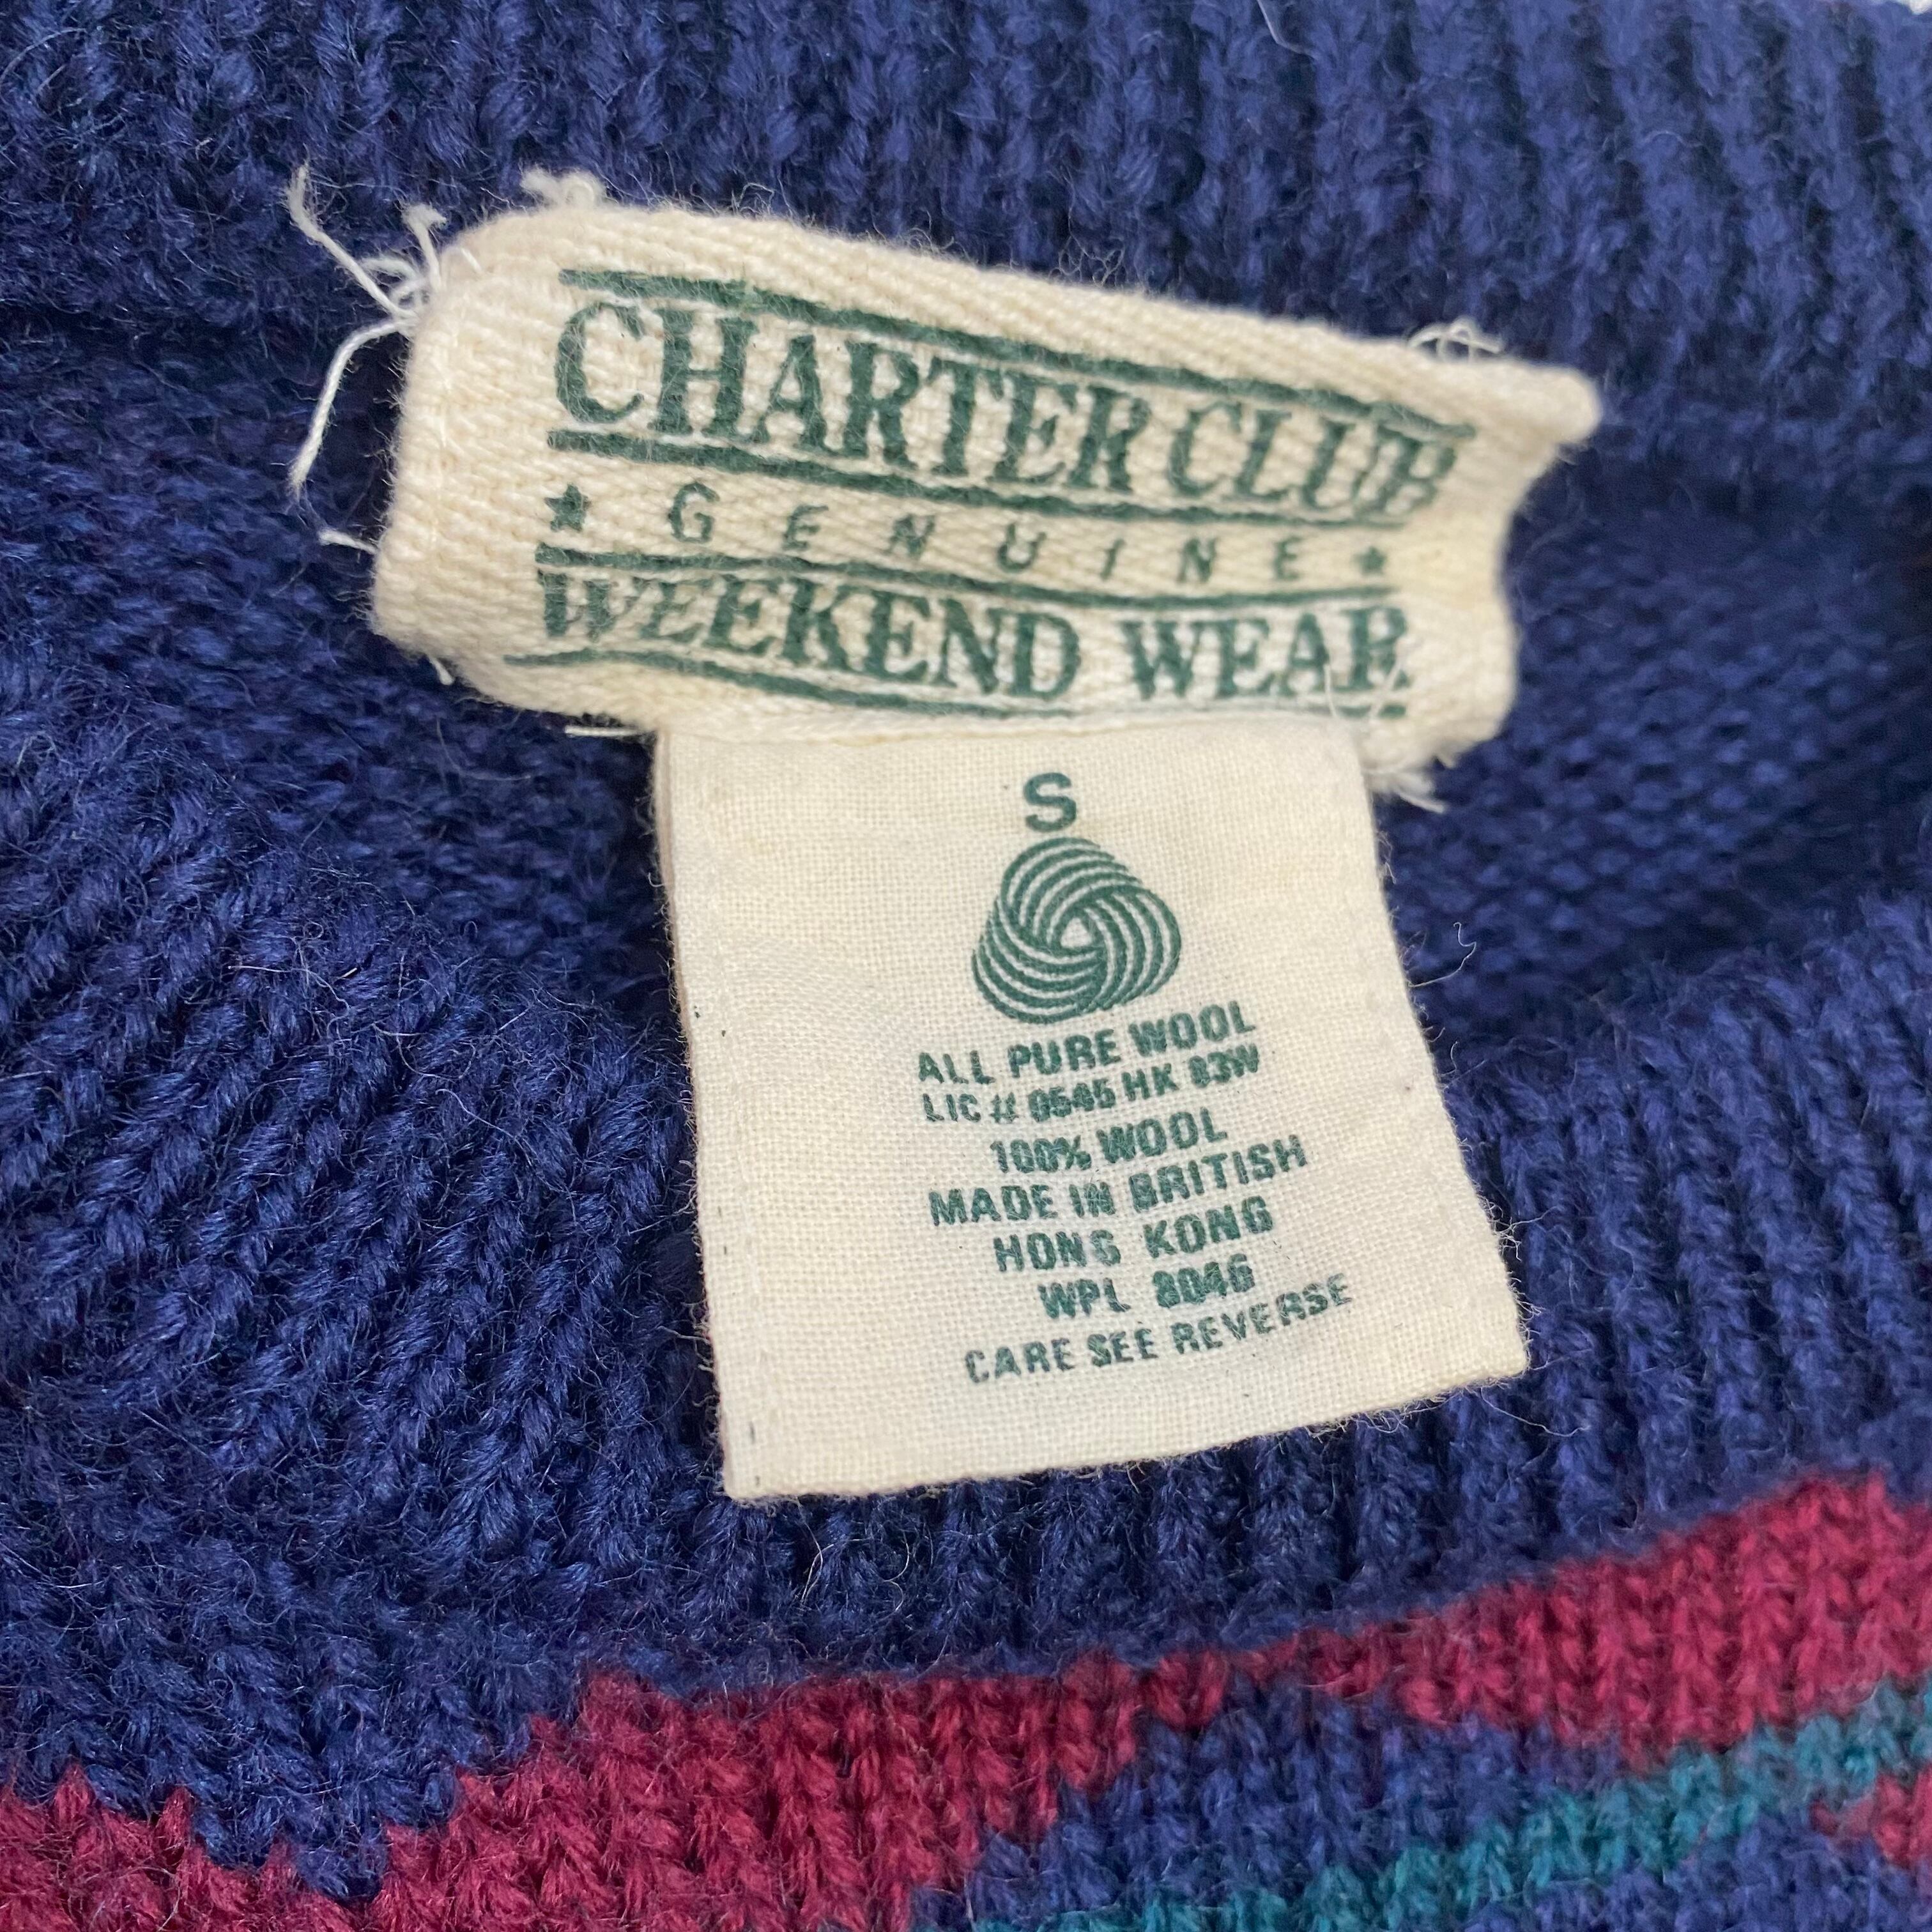 CHARTER CLUB
★ GENUINE ★
WEEKEND WEAR
S
ALL PURE WOOL
LIC # 0545 HK 83W
100% WOOL
MADE IN BRITISH
HONG KONG
WPL 8046
CARE SEE REVERSE